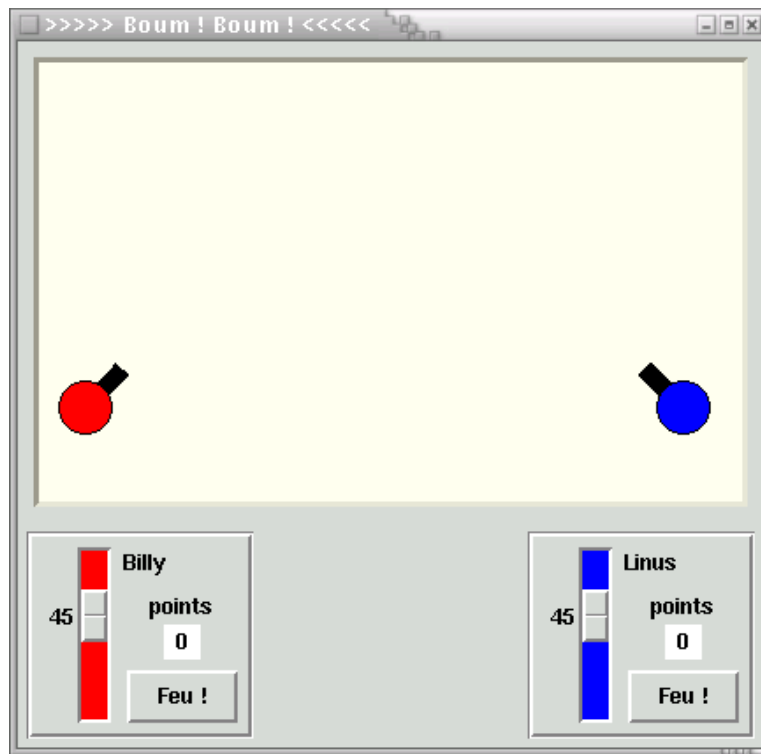 >>>>> Boum ! Boum ! <<<<<
Billy
points
45
0
Feu !
Linus
points
45
0
Feu !